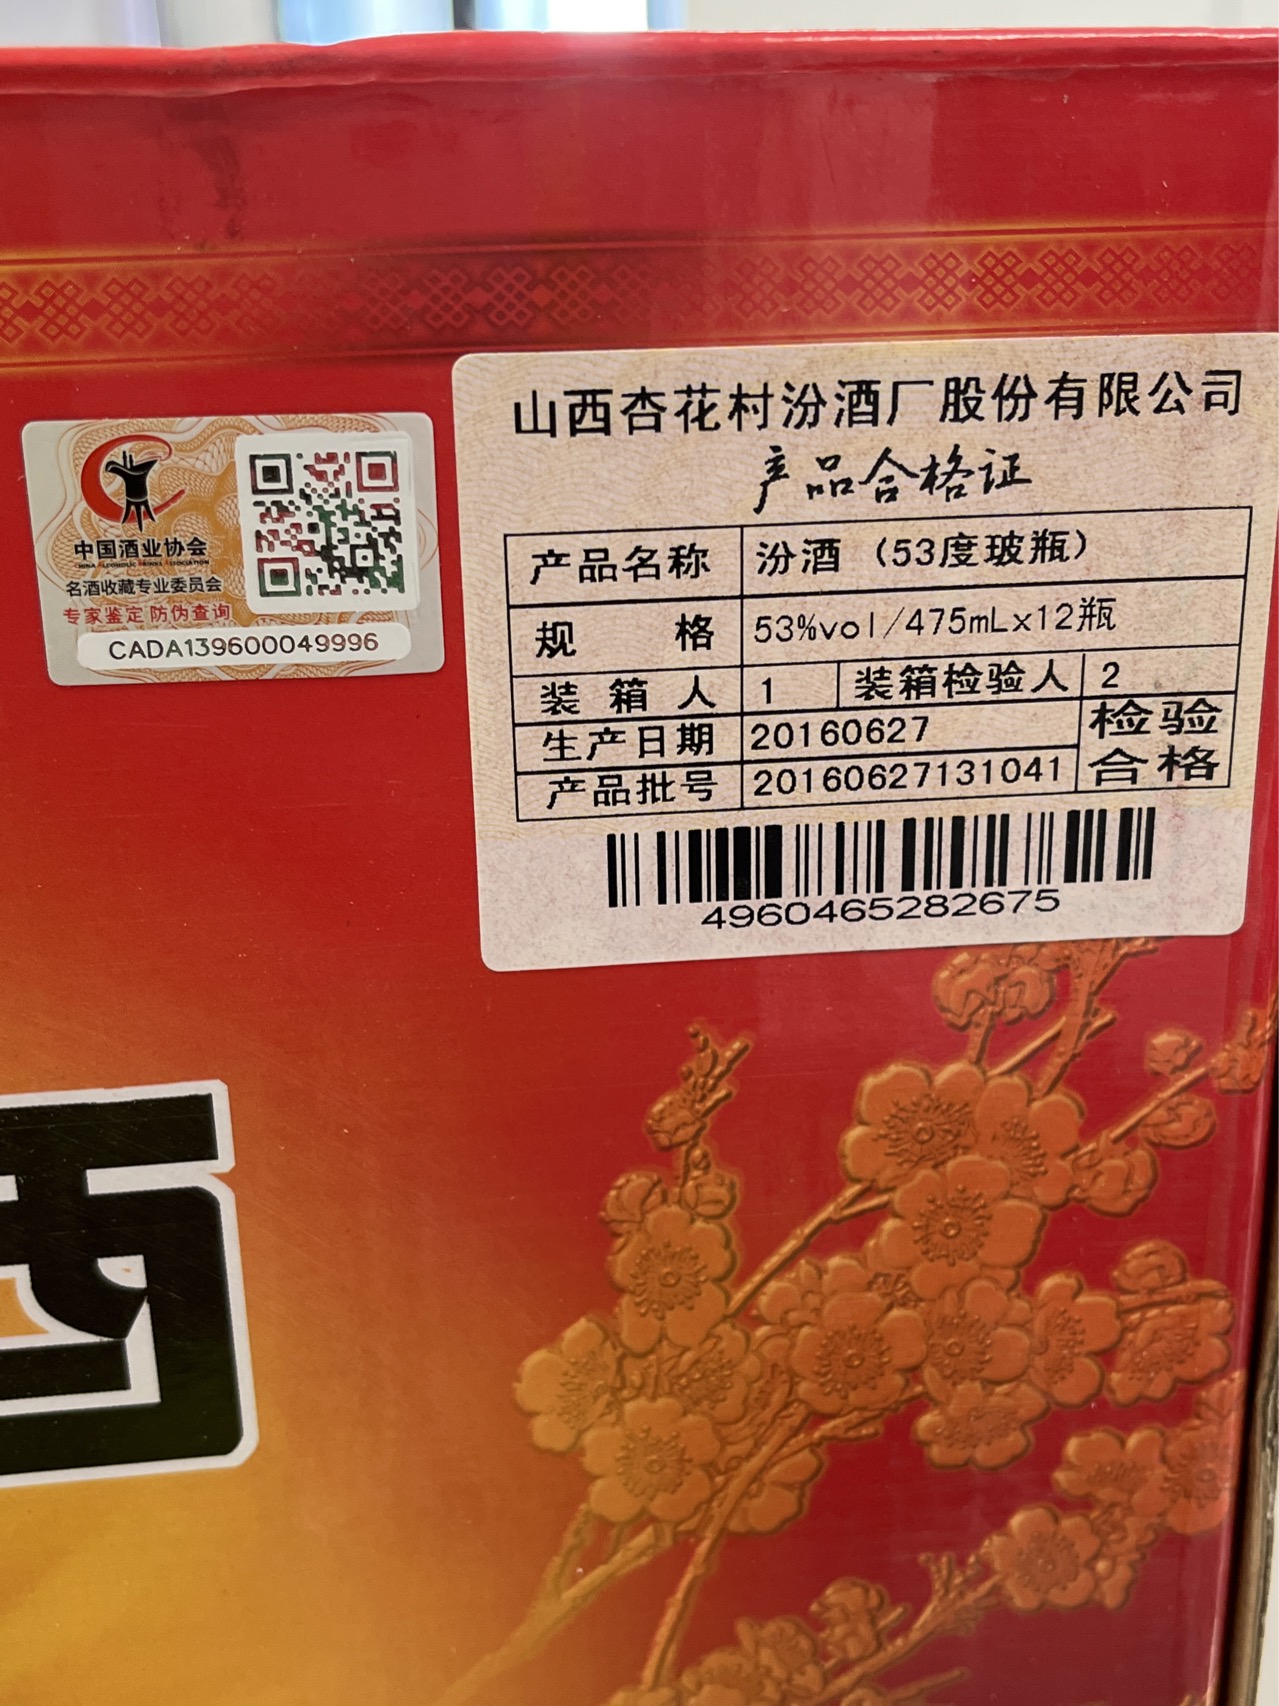 山西杏花村汾酒厂股份有限公司
产品合格证
产品名称 汾酒（53度玻瓶）
规 格 53%vol/475mLx12瓶
装 箱 人 1 装箱检验人 2
生产日期 20160627 检验
产品批号 20160627131041 合格
4960465282675
中国酒业协会
CHINA ALCOHOLIC DRINKS ASSOCIATION
名酒收藏专业委员会
专家鉴定 防伪查询
CADA139600049996